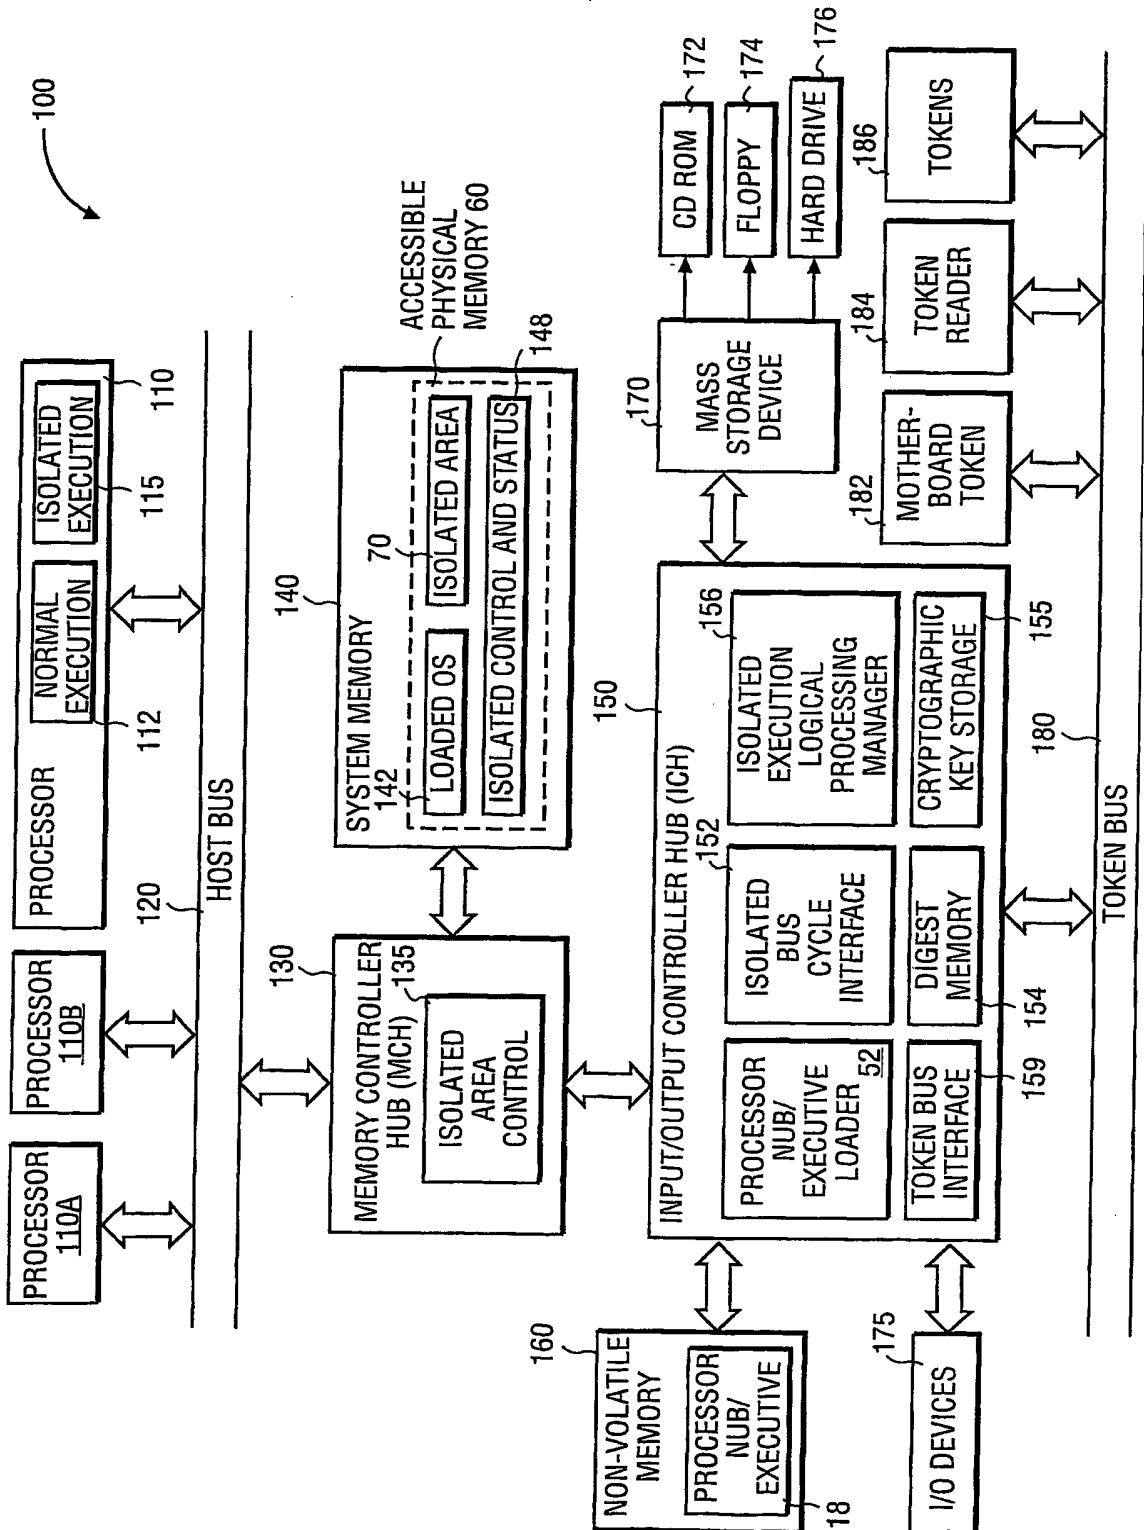 100
PROCESSOR
110A
PROCESSOR
110B
PROCESSOR
NORMAL
EXECUTION
112
ISOLATED
EXECUTION
115
110
120
HOST BUS
130
MEMORY CONTROLLER
HUB (MCH)
135
ISOLATED
AREA
CONTROL
140
SYSTEM MEMORY
142
LOADED OS
70
ISOLATED AREA
ISOLATED CONTROL AND STATUS
148
ACCESSIBLE
PHYSICAL
MEMORY 60
150
INPUT/OUTPUT CONTROLLER HUB (ICH)
PROCESSOR
NUB/
EXECUTIVE
LOADER
52
152
ISOLATED
BUS
CYCLE
INTERFACE
156
ISOLATED
EXECUTION
LOGICAL
PROCESSING
MANAGER
TOKEN BUS
INTERFACE
159
DIGEST
MEMORY
154
CRYPTOGRAPHIC
KEY STORAGE
155
160
NON-VOLATILE
MEMORY
PROCESSOR
NUB/
EXECUTIVE
18
175
I/O DEVICES
170
MASS
STORAGE
DEVICE
CD ROM
172
FLOPPY
174
HARD DRIVE
176
182
MOTHER-
BOARD
TOKEN
184
TOKEN
READER
186
TOKENS
180
TOKEN BUS